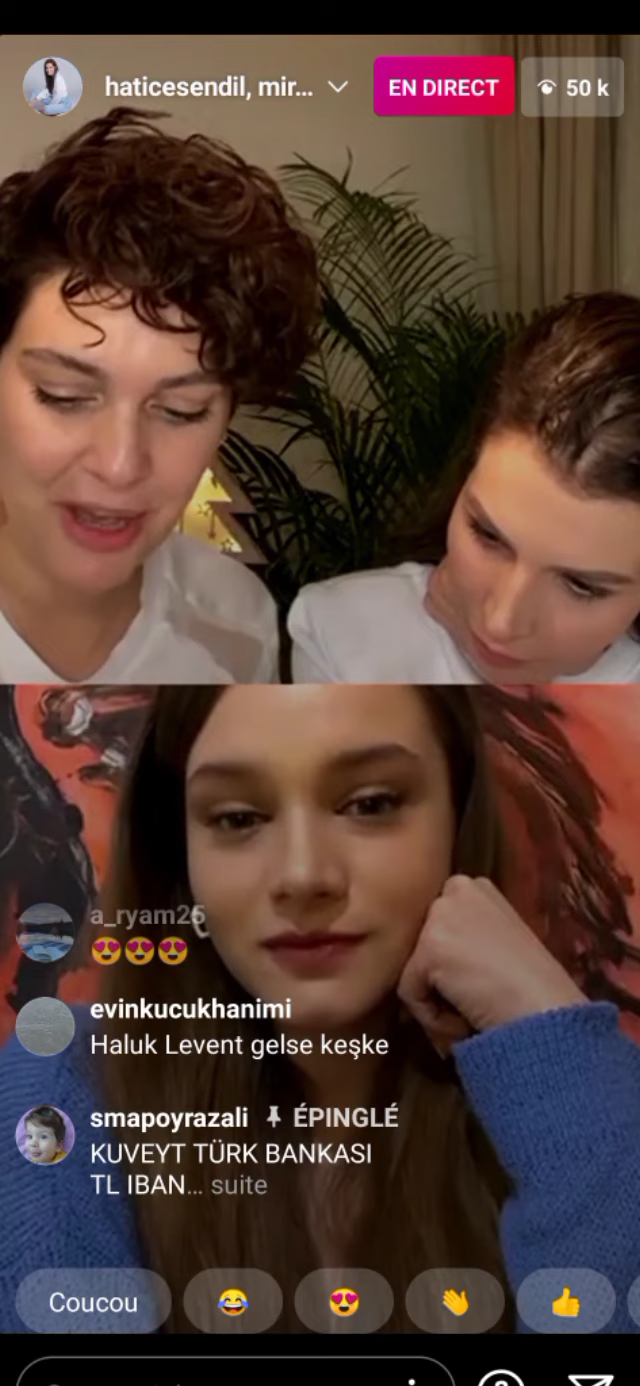 haticesendil, mir...
EN DIRECT
50 k
a_ryam25
😍😍😍
evinkucukhanimi
Haluk Levent gelse keşke
smapoyrazali ÉPINGLÉ
KUVEYT TÜRK BANKASI
TL IBAN... suite
Coucou